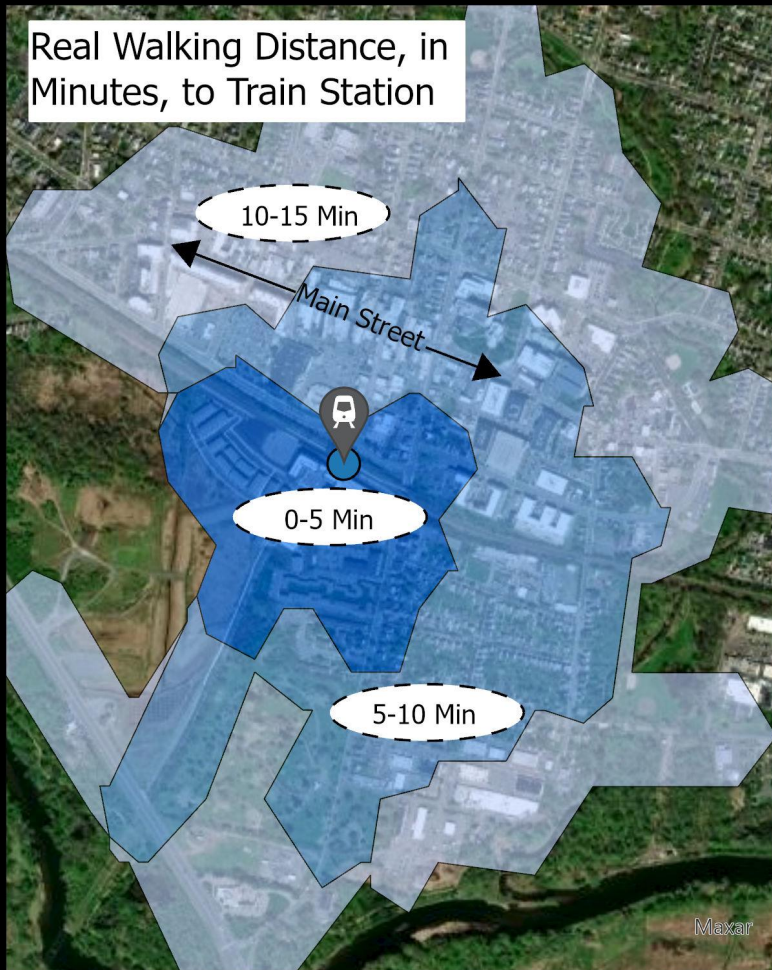 Real Walking Distance, in
Minutes, to Train Station
10-15 Min
Main Street
0-5 Min
5-10 Min
Maxar